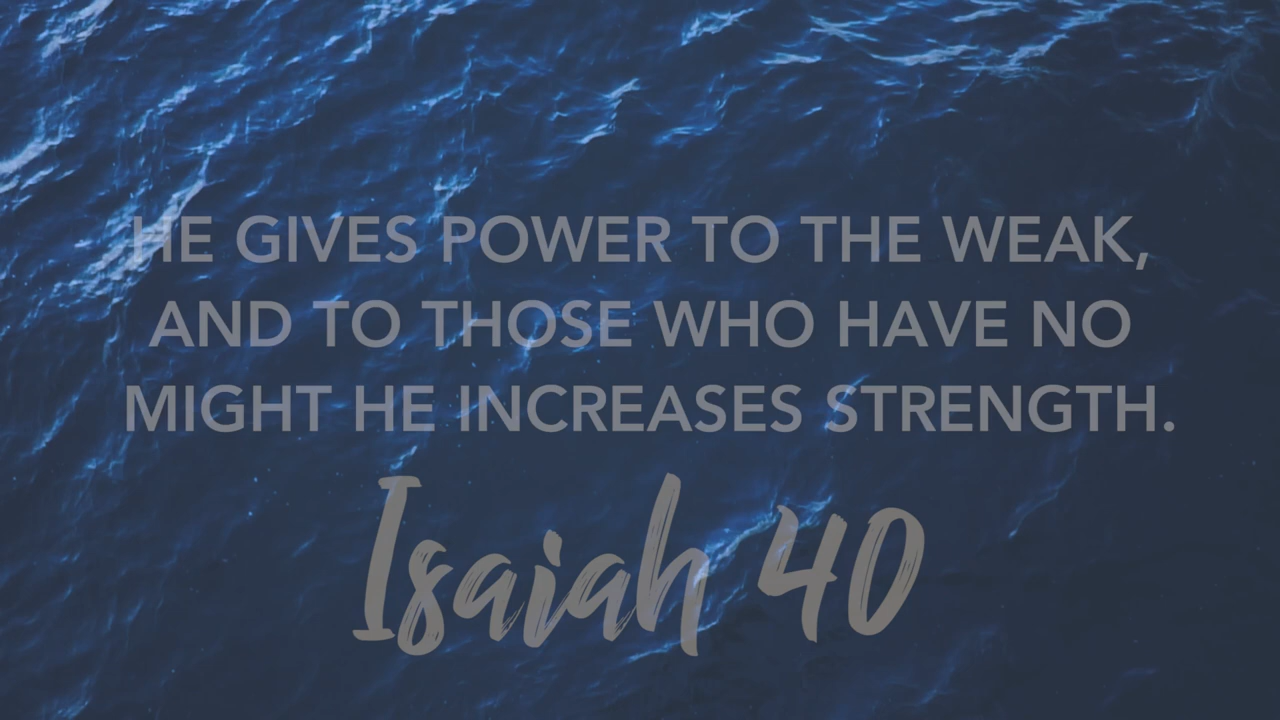 HE GIVES POWER TO THE WEAK,
AND TO THOSE WHO HAVE NO
MIGHT HE INCREASES STRENGTH.
Isaiah 40